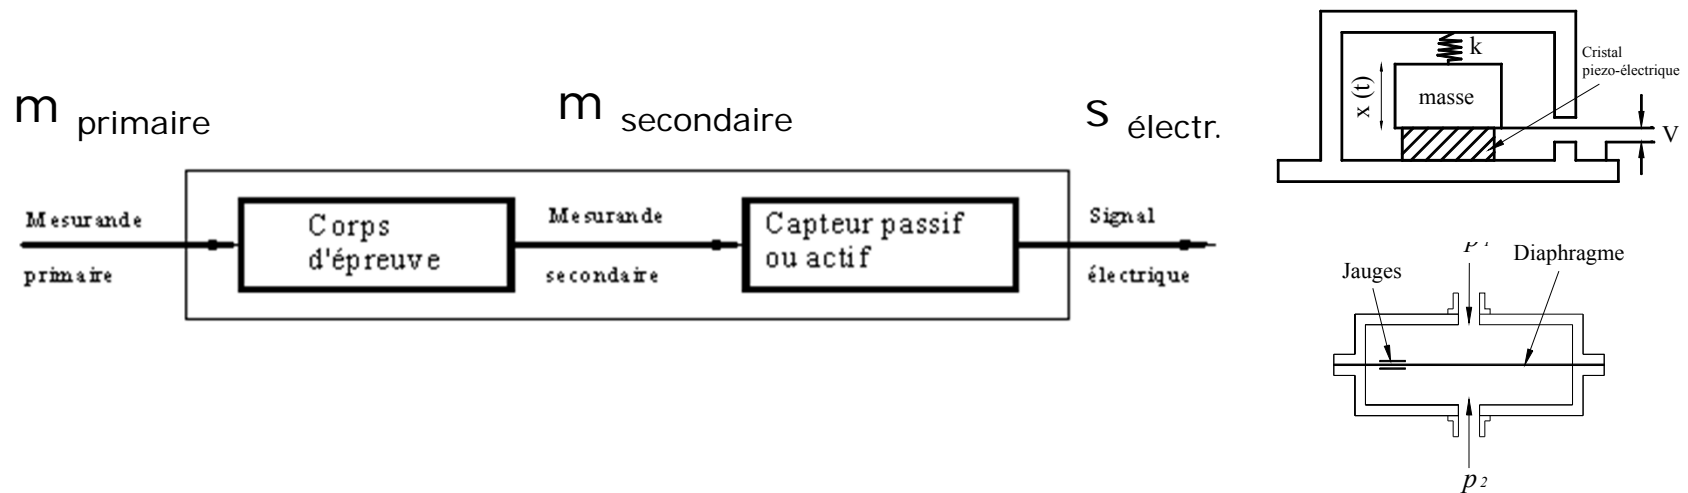 m primaire
m secondaire
s électr.
Mesurande
primaire
Corps
d'épreuve
Mesurande
secondaire
Capteur passif
ou actif
Signal
électrique
k
Cristal
piezo-électrique
x (t)
masse
V
Jauges
Diaphragme
p 2